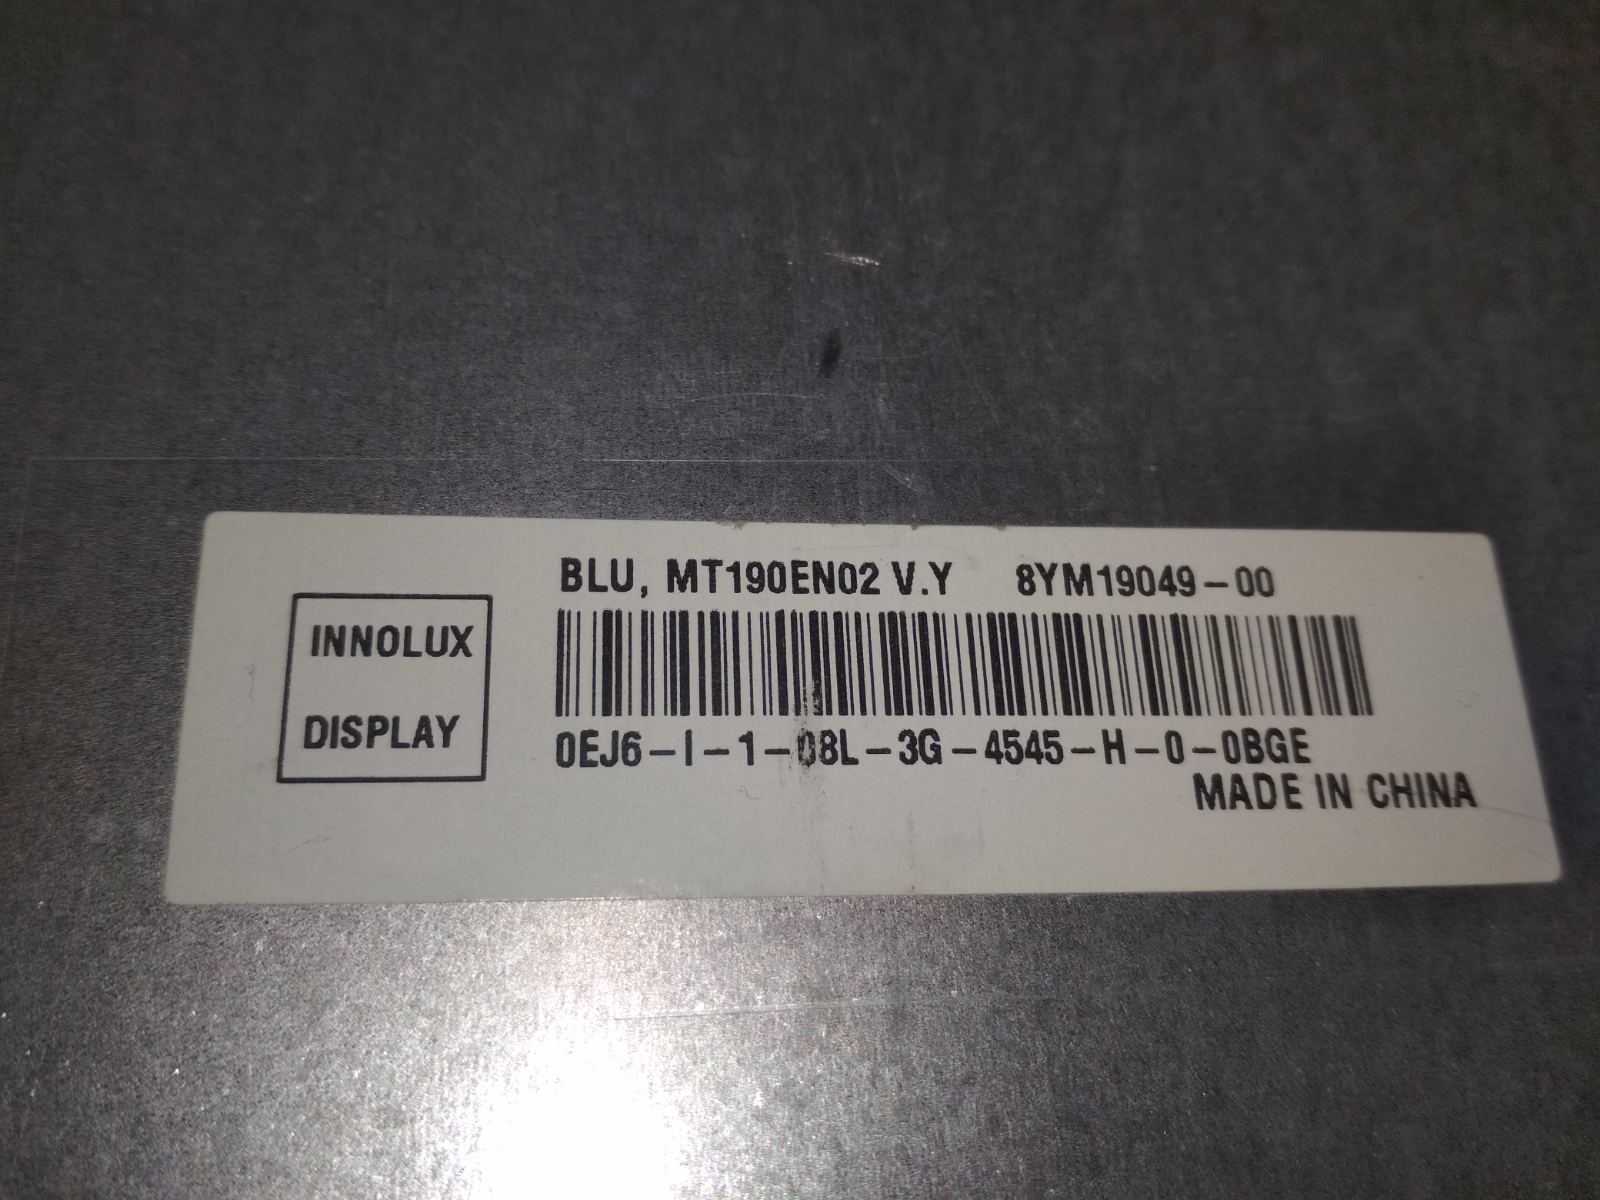 BLU, MT190EN02 V.Y 8YM19049-00
INNOLUX
DISPLAY
0EJ6-I-1-08L-3G-4545-H-0-0BGE
MADE IN CHINA